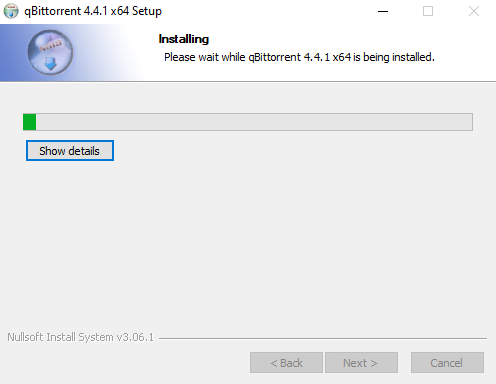 qBittorrent 4.4.1 x64 Setup
Installing
Please wait while qBittorrent 4.4.1 x64 is being installed.
Show details
Nullsoft Install System v3.06.1
< Back
Next >
Cancel